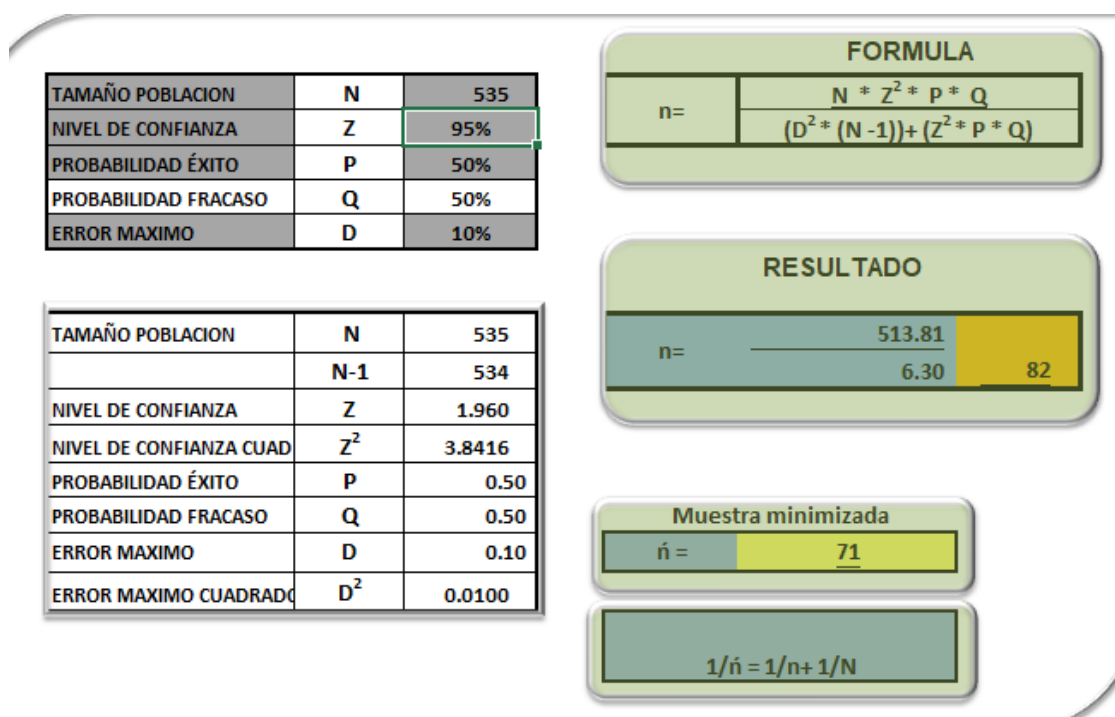 TAMAÑO POBLACION N 535
NIVEL DE CONFIANZA Z 95%
PROBABILIDAD ÉXITO P 50%
PROBABILIDAD FRACASO Q 50%
ERROR MAXIMO D 10%
TAMAÑO POBLACION N 535
N-1 534
NIVEL DE CONFIANZA Z 1.960
NIVEL DE CONFIANZA CUAD Z² 3.8416
PROBABILIDAD ÉXITO P 0.50
PROBABILIDAD FRACASO Q 0.50
ERROR MAXIMO D 0.10
ERROR MAXIMO CUADRADO D² 0.0100
FORMULA
n=
N * Z² * P * Q
(D² * (N -1))+ (Z² * P * Q)
RESULTADO
n=
513.81
6.30 82
Muestra minimizada
ń = 71
1/ń = 1/n+ 1/N